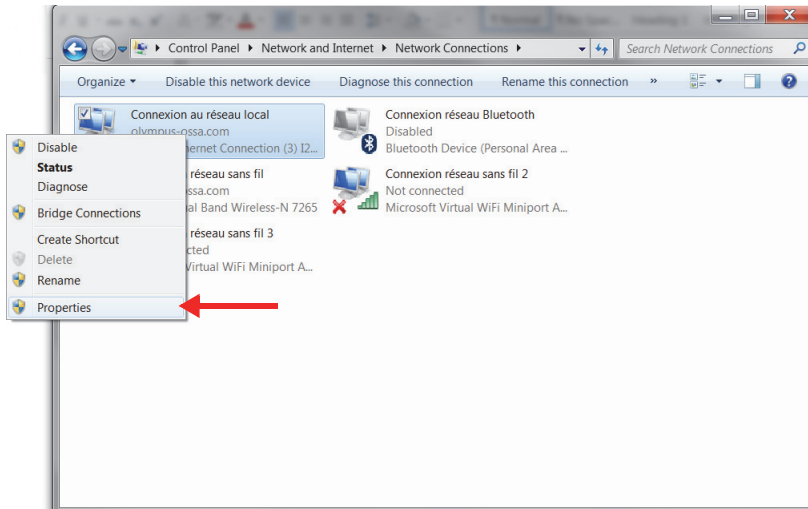 Control Panel ▸ Network and Internet ▸ Network Connections ▸
Search Network Connections
Organize
Disable this network device
Diagnose this connection
Rename this connection
»
Connexion au réseau local
olympus-ossa.com
ernet Connection (3) I2...
Connexion réseau Bluetooth
Disabled
Bluetooth Device (Personal Area ...
réseau sans fil
ssa.com
al Band Wireless-N 7265
Connexion réseau sans fil 2
Not connected
Microsoft Virtual WiFi Miniport A...
réseau sans fil 3
cted
Virtual WiFi Miniport A...
Disable
Status
Diagnose
Bridge Connections
Create Shortcut
Delete
Rename
Properties